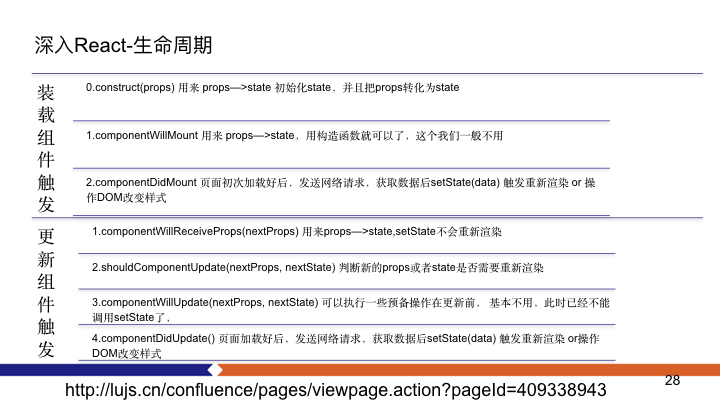 深入React-生命周期
装载组件触发
0.construct(props) 用来 props—>state 初始化state，并且把props转化为state
1.componentWillMount 用来 props—>state，用构造函数就可以了，这个我们一般不用
2.componentDidMount 页面初次加载好后，发送网络请求，获取数据后setState(data) 触发重新渲染 or 操
作DOM改变样式
更新组件触发
1.componentWillReceiveProps(nextProps) 用来props—>state,setState不会重新渲染
2.shouldComponentUpdate(nextProps, nextState) 判断新的props或者state是否需要重新渲染
3.componentWillUpdate(nextProps, nextState) 可以执行一些预备操作在更新前， 基本不用，此时已经不能
调用setState了，
4.componentDidUpdate() 页面加载好后，发送网络请求，获取数据后setState(data) 触发重新渲染 or操作
DOM改变样式
28
http://lujs.cn/confluence/pages/viewpage.action?pageId=409338943